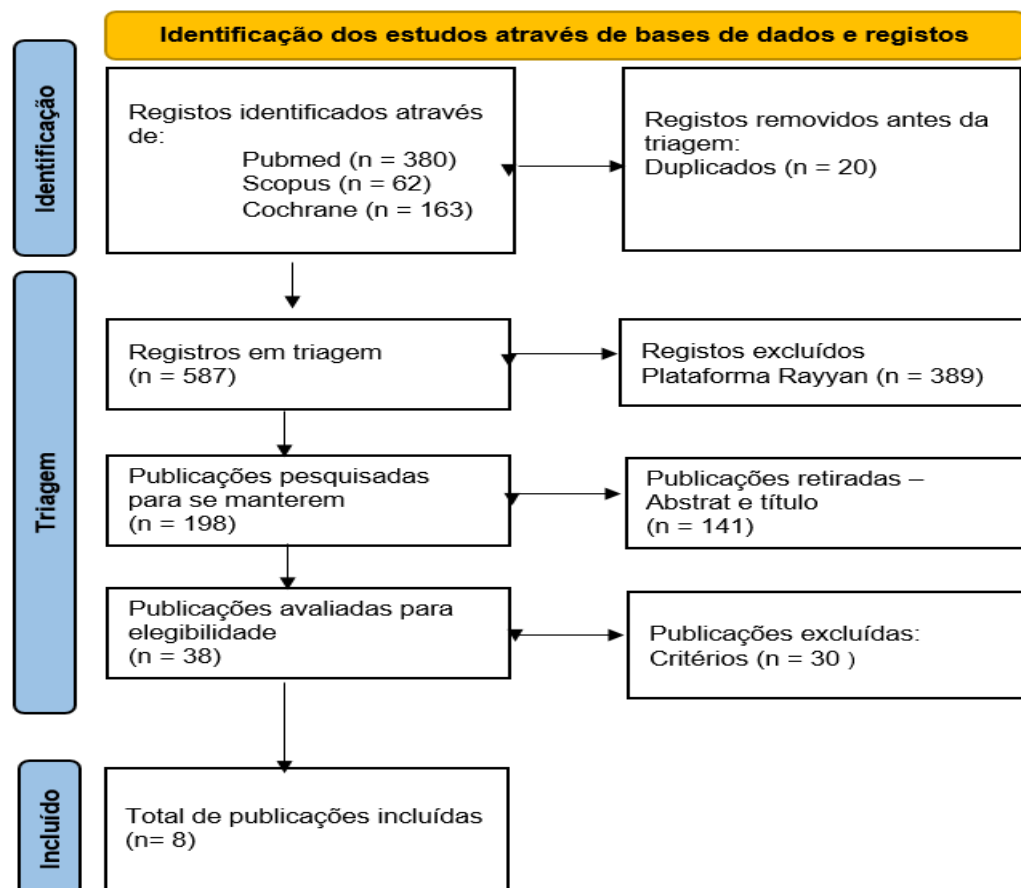 Identificação dos estudos através de bases de dados e registos
Identificação
Registos identificados através
de:
Pubmed (n = 380)
Scopus (n = 62)
Cochrane (n = 163)
Registos removidos antes da
triagem:
Duplicados (n = 20)
Triagem
Registros em triagem
(n = 587)
Registos excluídos
Plataforma Rayyan (n = 389)
Publicações pesquisadas
para se manterem
(n = 198)
Publicações retiradas –
Abstrat e título
(n = 141)
Publicações avaliadas para
elegibilidade
(n = 38)
Publicações excluídas:
Critérios (n = 30 )
Incluído
Total de publicações incluídas
(n= 8)